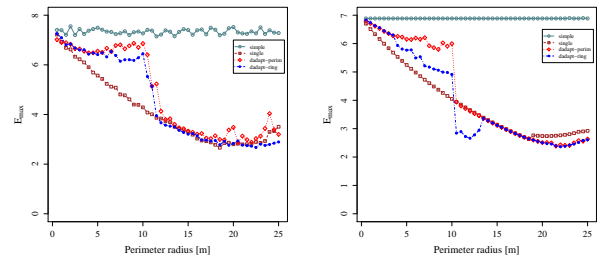 8
6
4
2
0
E_max
0
5
10
15
20
25
Perimeter radius [m]
simple
single
dadapt−perim
dadapt−ring
7
6
5
4
3
2
1
0
E_max
0
5
10
15
20
25
Perimeter radius [m]
simple
single
dadapt−perim
dadapt−ring